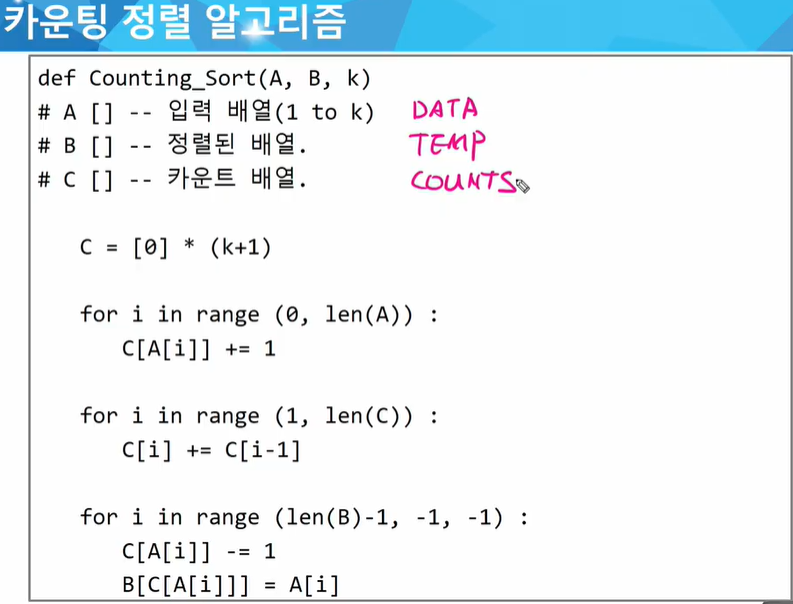 카운팅 정렬 알고리즘
def Counting_Sort(A, B, k)
# A [] -- 입력 배열(1 to k) DATA
# B [] -- 정렬된 배열. TEMP
# C [] -- 카운트 배열. COUNTS
C = [0] * (k+1)
for i in range (0, len(A)) :
C[A[i]] += 1
for i in range (1, len(C)) :
C[i] += C[i-1]
for i in range (len(B)-1, -1, -1) :
C[A[i]] -= 1
B[C[A[i]]] = A[i]